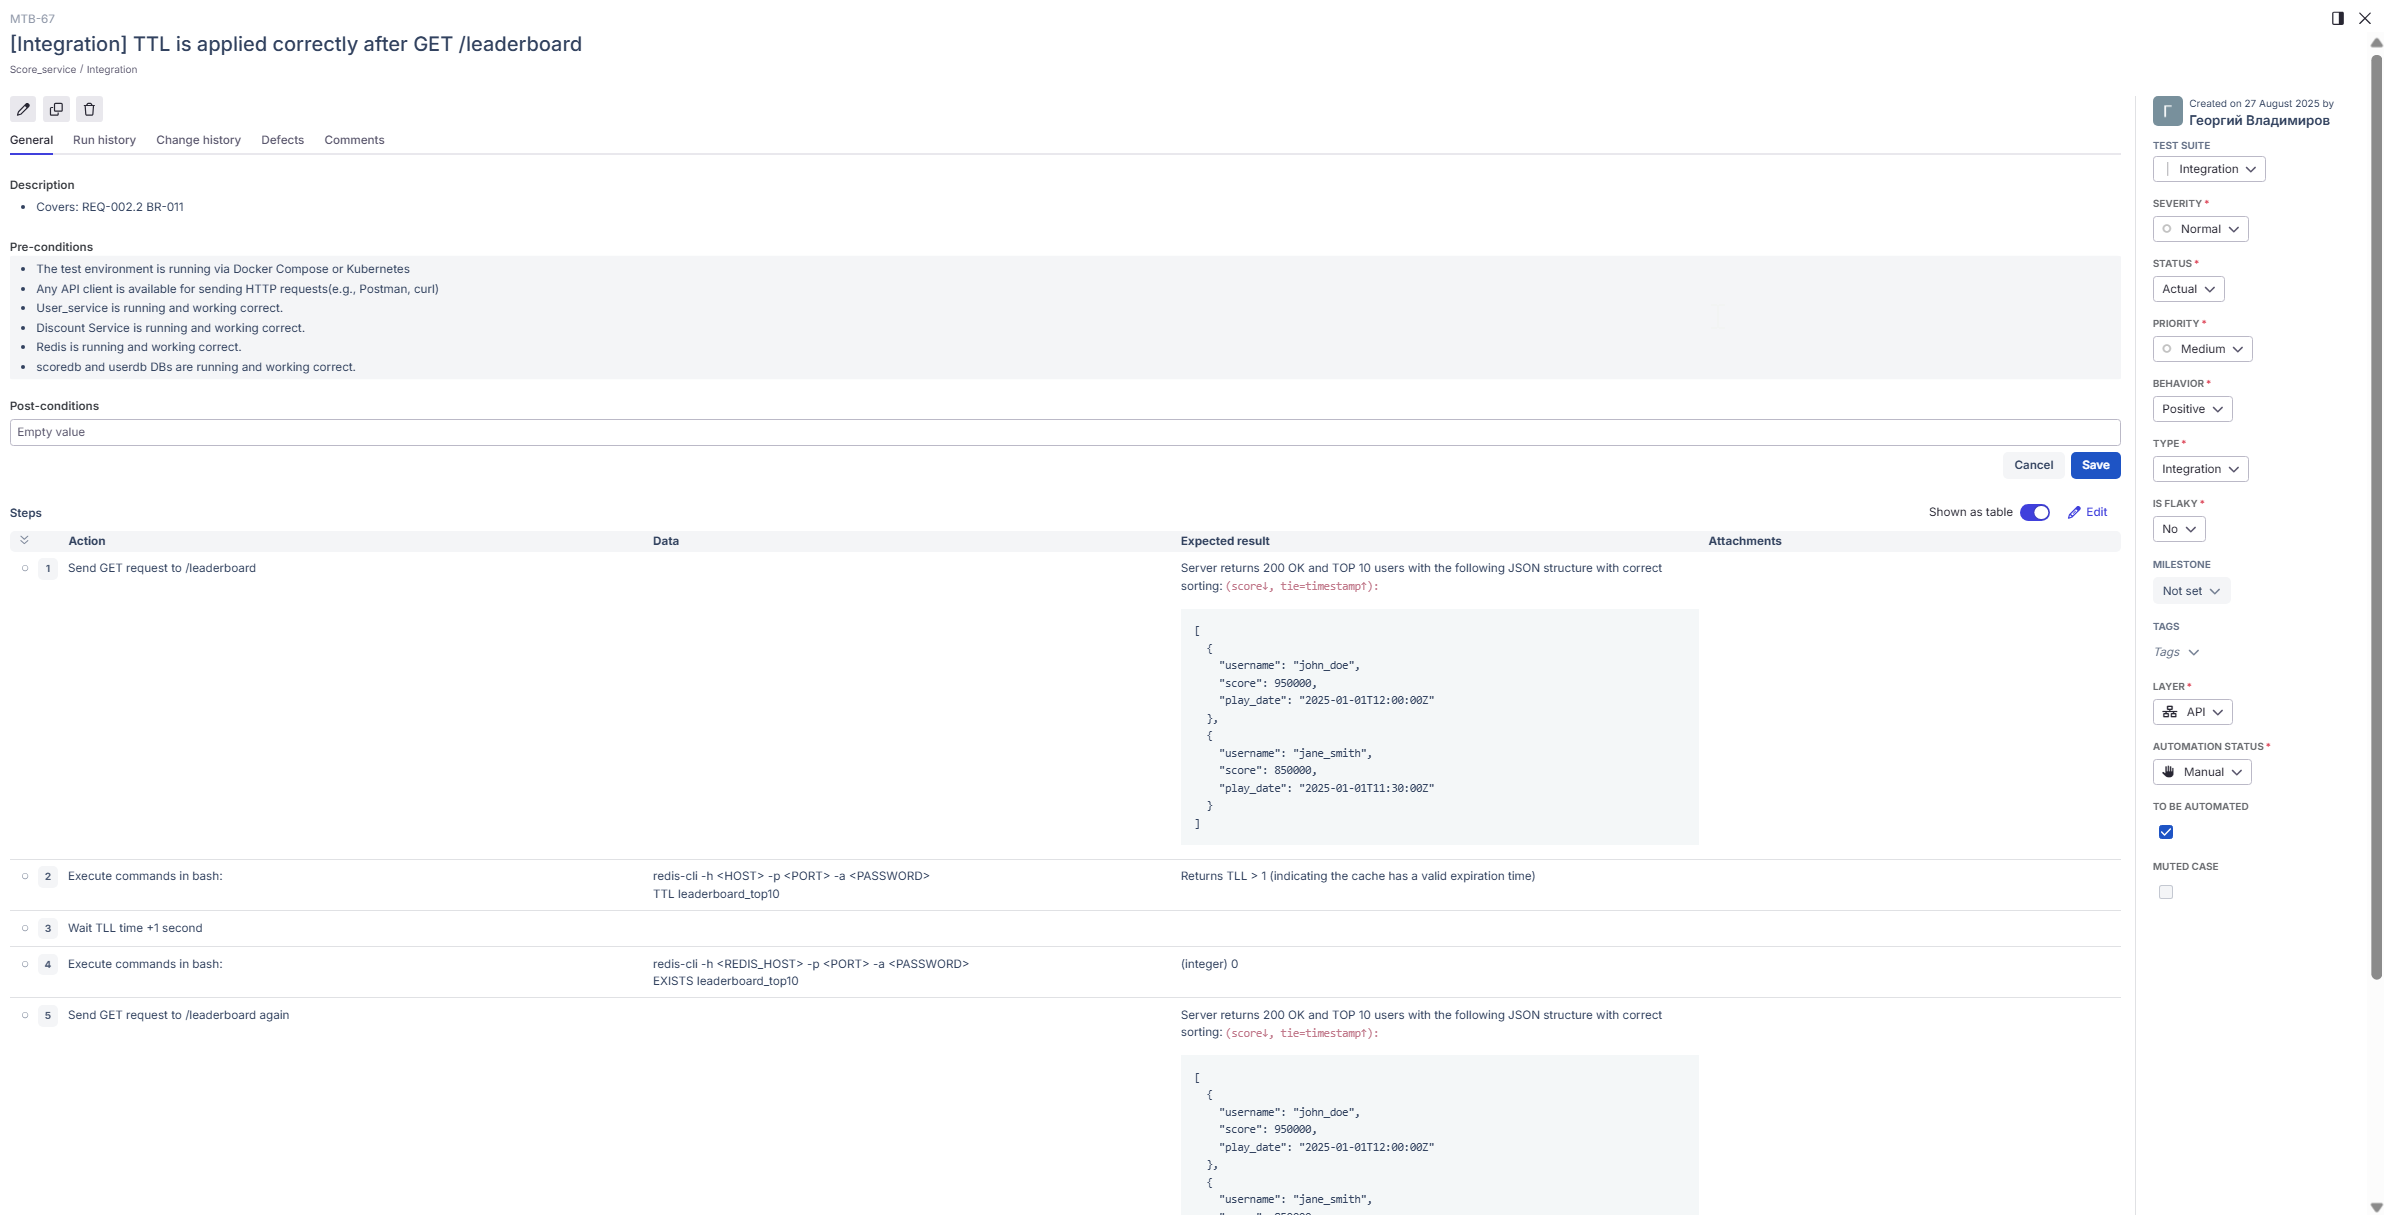 MTB-67
[Integration] TTL is applied correctly after GET /leaderboard
Score_service / Integration
General Run history Change history Defects Comments
Description
• Covers: REQ-002.2 BR-011
Pre-conditions
• The test environment is running via Docker Compose or Kubernetes
• Any API client is available for sending HTTP requests(e.g., Postman, curl)
• User_service is running and working correct.
• Discount Service is running and working correct.
• Redis is running and working correct.
• scoredb and userdb DBs are running and working correct.
Post-conditions
Empty value
Cancel Save
Steps Shown as table Edit
Action Data Expected result Attachments
1 Send GET request to /leaderboard
Server returns 200 OK and TOP 10 users with the following JSON structure with correct
sorting: (score↓, tie=timestamp↑):
[
{
"username": "john_doe",
"score": 950000,
"play_date": "2025-01-01T12:00:00Z"
},
{
"username": "jane_smith",
"score": 850000,
"play_date": "2025-01-01T11:30:00Z"
}
]
2 Execute commands in bash:
redis-cli -h <HOST> -p <PORT> -a <PASSWORD>
TTL leaderboard_top10
Returns TLL > 1 (indicating the cache has a valid expiration time)
3 Wait TLL time +1 second
4 Execute commands in bash:
redis-cli -h <REDIS_HOST> -p <PORT> -a <PASSWORD>
EXISTS leaderboard_top10
(integer) 0
5 Send GET request to /leaderboard again
Server returns 200 OK and TOP 10 users with the following JSON structure with correct
sorting: (score↓, tie=timestamp↑):
[
{
"username": "john_doe",
"score": 950000,
"play_date": "2025-01-01T12:00:00Z"
},
{
"username": "jane_smith",
Г
Created on 27 August 2025 by
Георгий Владимиров
TEST SUITE
Integration
SEVERITY*
Normal
STATUS*
Actual
PRIORITY*
Medium
BEHAVIOR*
Positive
TYPE*
Integration
IS FLAKY*
No
MILESTONE
Not set
TAGS
Tags
LAYER*
API
AUTOMATION STATUS*
Manual
TO BE AUTOMATED
MUTED CASE